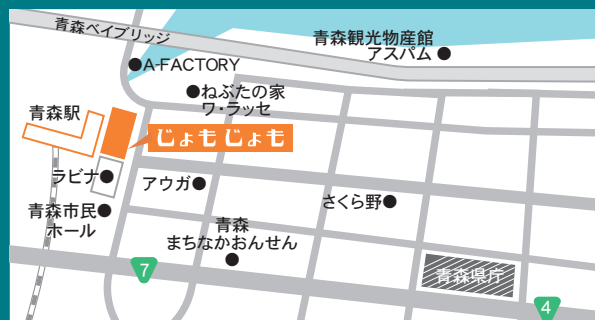 青森ベイブリッジ
青森観光物産館
アスパム
A-FACTORY
ねぶたの家
ワ・ラッセ
青森駅
じょもじょも
ラビナ
アウガ
さくら野
青森市民
ホール
青森
まちなかおんせん
7
青森県庁
4